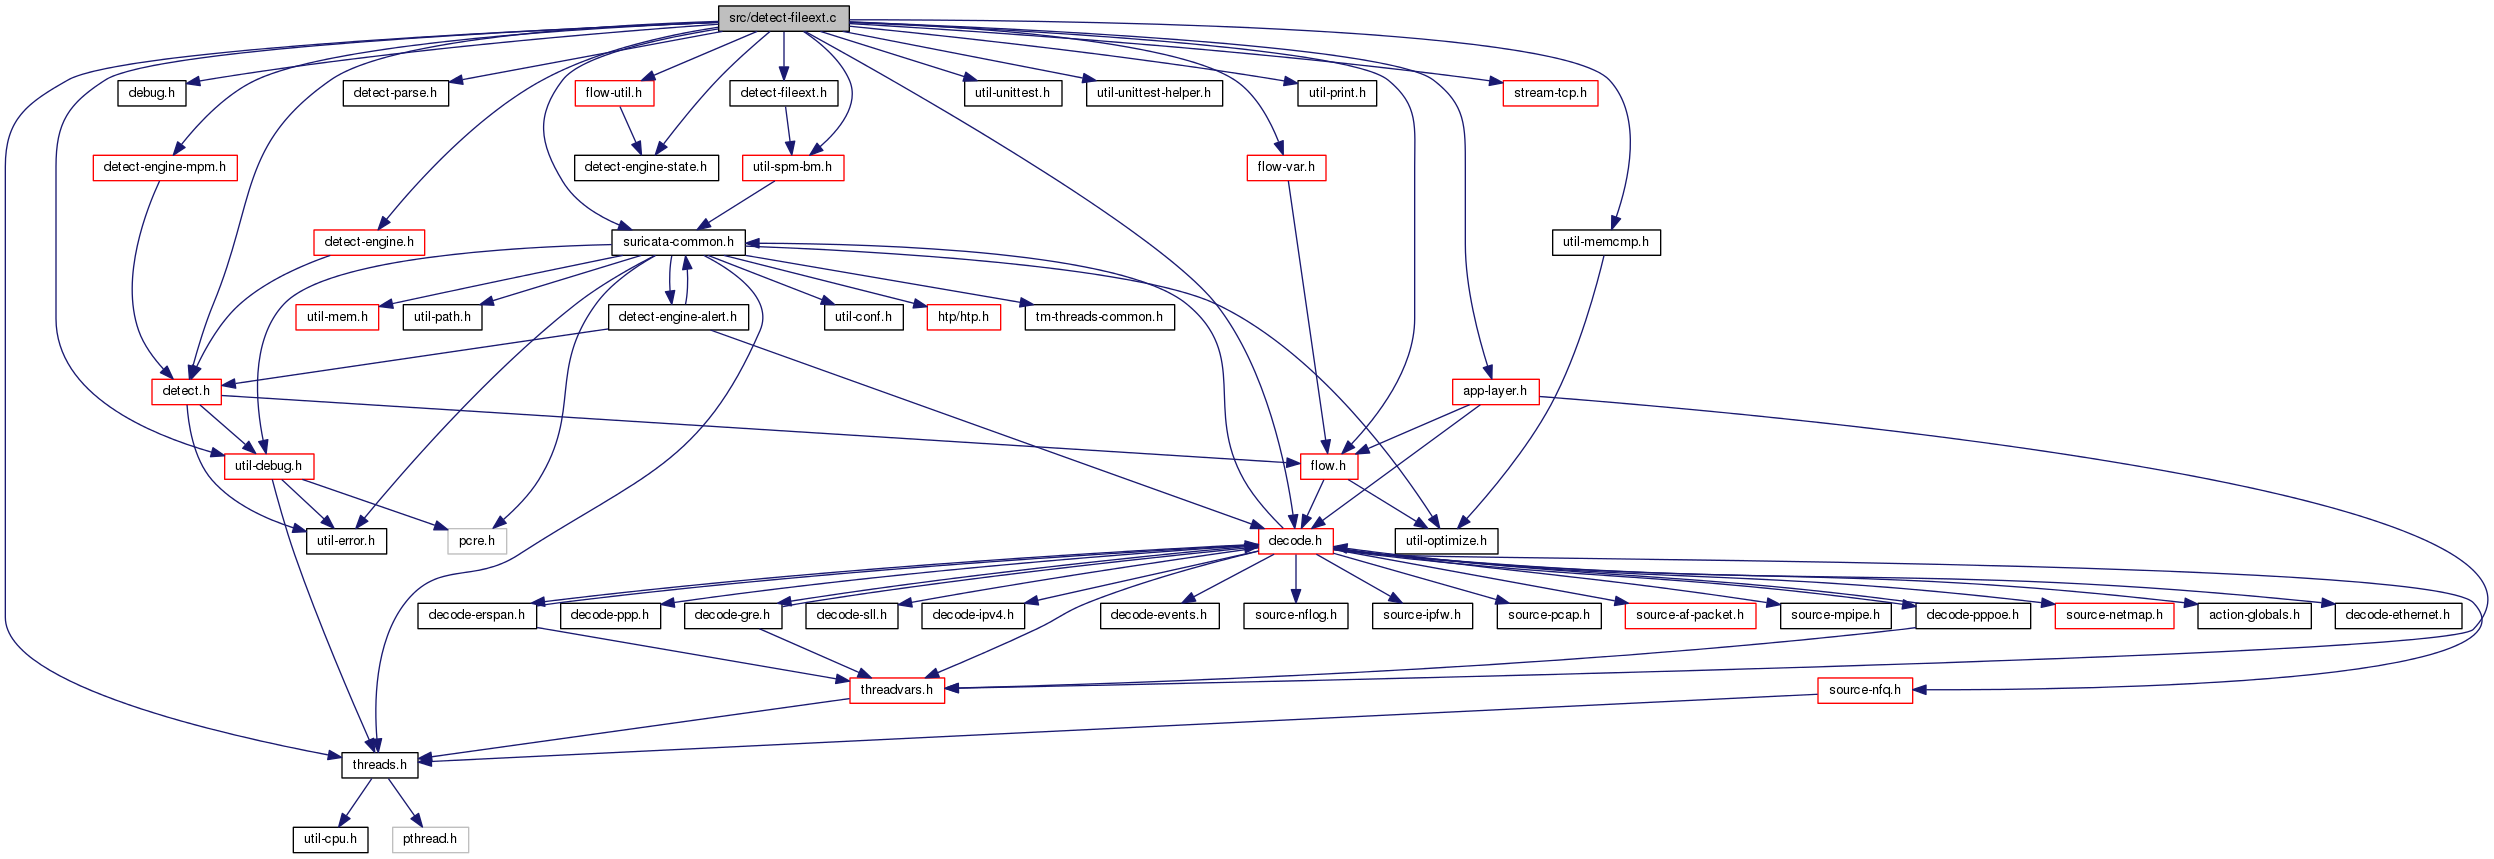 src/detect-fileext.c
debug.h
detect-parse.h
flow-util.h
detect-fileext.h
util-unittest.h
util-unittest-helper.h
util-print.h
stream-tcp.h
detect-engine-mpm.h
detect-engine-state.h
util-spm-bm.h
flow-var.h
detect-engine.h
suricata-common.h
util-memcmp.h
util-mem.h
util-path.h
detect-engine-alert.h
util-conf.h
htp/htp.h
tm-threads-common.h
detect.h
app-layer.h
util-debug.h
flow.h
util-error.h
pcre.h
decode.h
util-optimize.h
decode-erspan.h
decode-ppp.h
decode-gre.h
decode-sll.h
decode-ipv4.h
decode-events.h
source-nflog.h
source-ipfw.h
source-pcap.h
source-af-packet.h
source-mpipe.h
decode-pppoe.h
source-netmap.h
action-globals.h
decode-ethernet.h
threadvars.h
source-nfq.h
threads.h
util-cpu.h
pthread.h